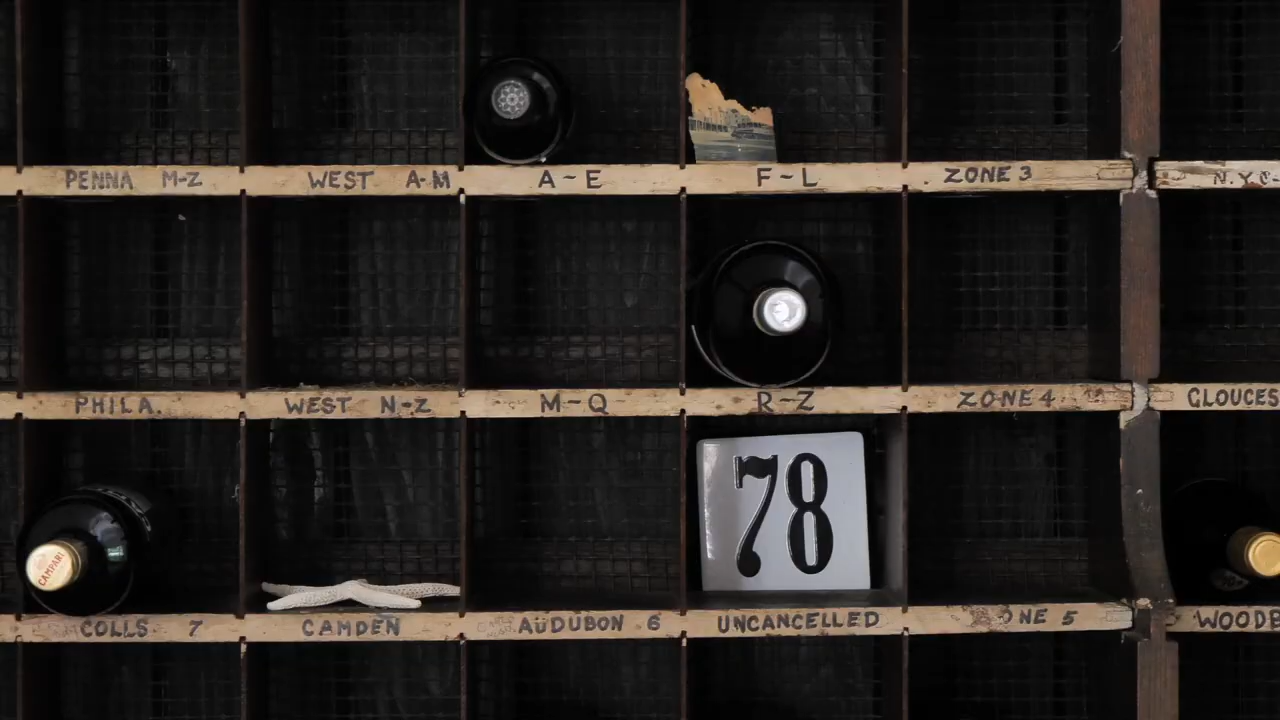 PENNA M-Z
WEST A-M
A-E
F-L
ZONE 3
N.Y.C-
PHILA.
WEST N-Z
M-Q
R-Z
ZONE 4
GLOUCES
78
CAMPARI
COLLS 7
CAMDEN
AUDUBON 6
UNCANCELLED
ONE 5
WOODB